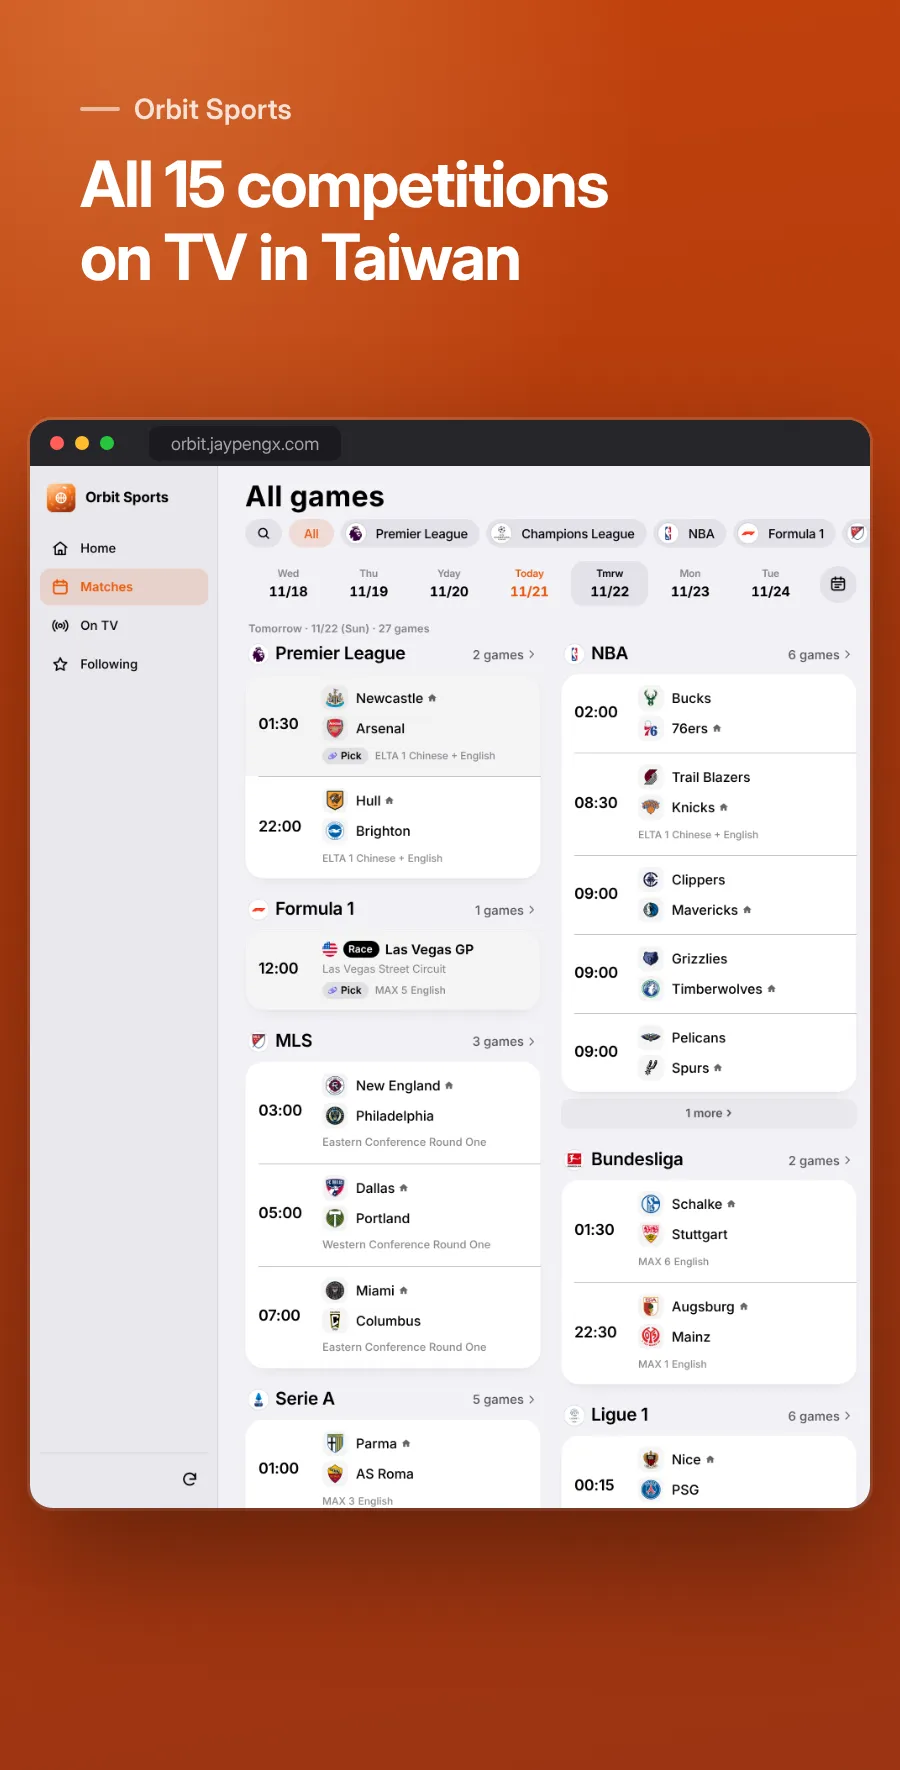 Orbit Sports
All 15 competitions
on TV in Taiwan
orbit.jaypengx.com
Orbit Sports
Home
Matches
On TV
Following
All games
All
Premier League
Champions League
NBA
Formula 1
Wed 11/18
Thu 11/19
Yday 11/20
Today 11/21
Tmrw 11/22
Mon 11/23
Tue 11/24
Tomorrow · 11/22 (Sun) · 27 games
Premier League 2 games
01:30
Newcastle
Arsenal
Pick ELTA 1 Chinese + English
22:00
Hull
Brighton
ELTA 1 Chinese + English
Formula 1 1 games
12:00
Race Las Vegas GP
Las Vegas Street Circuit
Pick MAX 5 English
MLS 3 games
03:00
New England
Philadelphia
Eastern Conference Round One
05:00
Dallas
Portland
Western Conference Round One
07:00
Miami
Columbus
Eastern Conference Round One
Serie A 5 games
01:00
Parma
AS Roma
MAX 3 English
NBA 6 games
02:00
Bucks
76ers
08:30
Trail Blazers
Knicks
ELTA 1 Chinese + English
09:00
Clippers
Mavericks
09:00
Grizzlies
Timberwolves
09:00
Pelicans
Spurs
1 more
Bundesliga 2 games
01:30
Schalke
Stuttgart
MAX 6 English
22:30
Augsburg
Mainz
MAX 1 English
Ligue 1 6 games
00:15
Nice
PSG